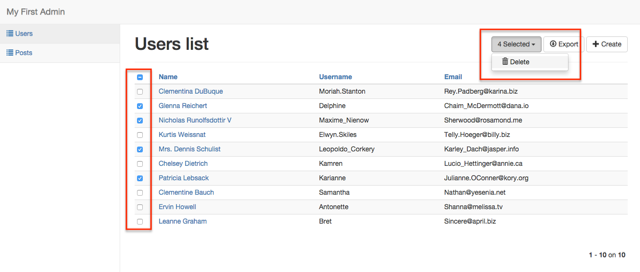 My First Admin
Users
Posts
Users list
4 Selected
Export
Create
Delete
Name Username Email
Clementina DuBuque Moriah.Stanton Rey.Padberg@karina.biz
Glenna Reichert Delphine Chaim_McDermott@dana.io
Nicholas Runolfsdottir V Maxime_Nienow Sherwood@rosamond.me
Kurtis Weissnat Elwyn.Skiles Telly.Hoeger@billy.biz
Mrs. Dennis Schulist Leopoldo_Corkery Karley_Dach@jasper.info
Chelsey Dietrich Kamren Lucio_Hettinger@annie.ca
Patricia Lebsack Karianne Julianne.OConner@kory.org
Clementine Bauch Samantha Nathan@yesenia.net
Ervin Howell Antonette Shanna@melissa.tv
Leanne Graham Bret Sincere@april.biz
1 - 10 on 10